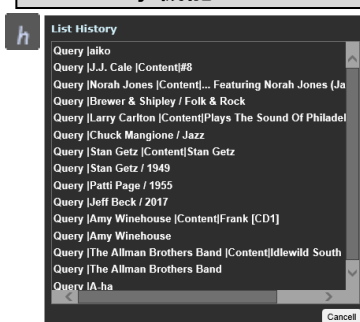 h
List History
Query |aiko
Query |J.J. Cale |Content|#8
Query |Norah Jones |Content|... Featuring Norah Jones (Ja
Query |Brewer & Shipley / Folk & Rock
Query |Larry Carlton |Content|Plays The Sound Of Philadel
Query |Chuck Mangione / Jazz
Query |Stan Getz |Content|Stan Getz
Query |Stan Getz / 1949
Query |Patti Page / 1955
Query |Jeff Beck / 2017
Query |Amy Winehouse |Content|Frank [CD1]
Query |Amy Winehouse
Query |The Allman Brothers Band |Content|Idlewild South
Query |The Allman Brothers Band
Query |A-ha
Cancell